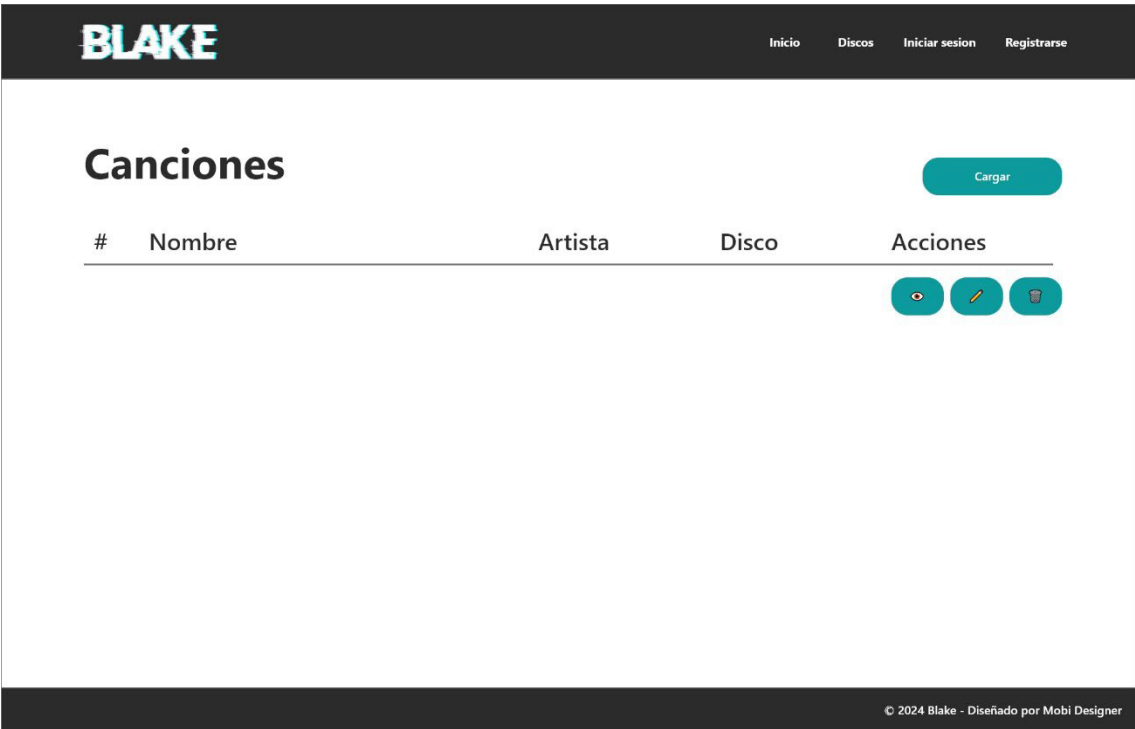 BLAKE
Inicio Discos Iniciar sesion Registrarse
Canciones
Cargar
# Nombre Artista Disco Acciones
© 2024 Blake - Diseñado por Mobi Designer